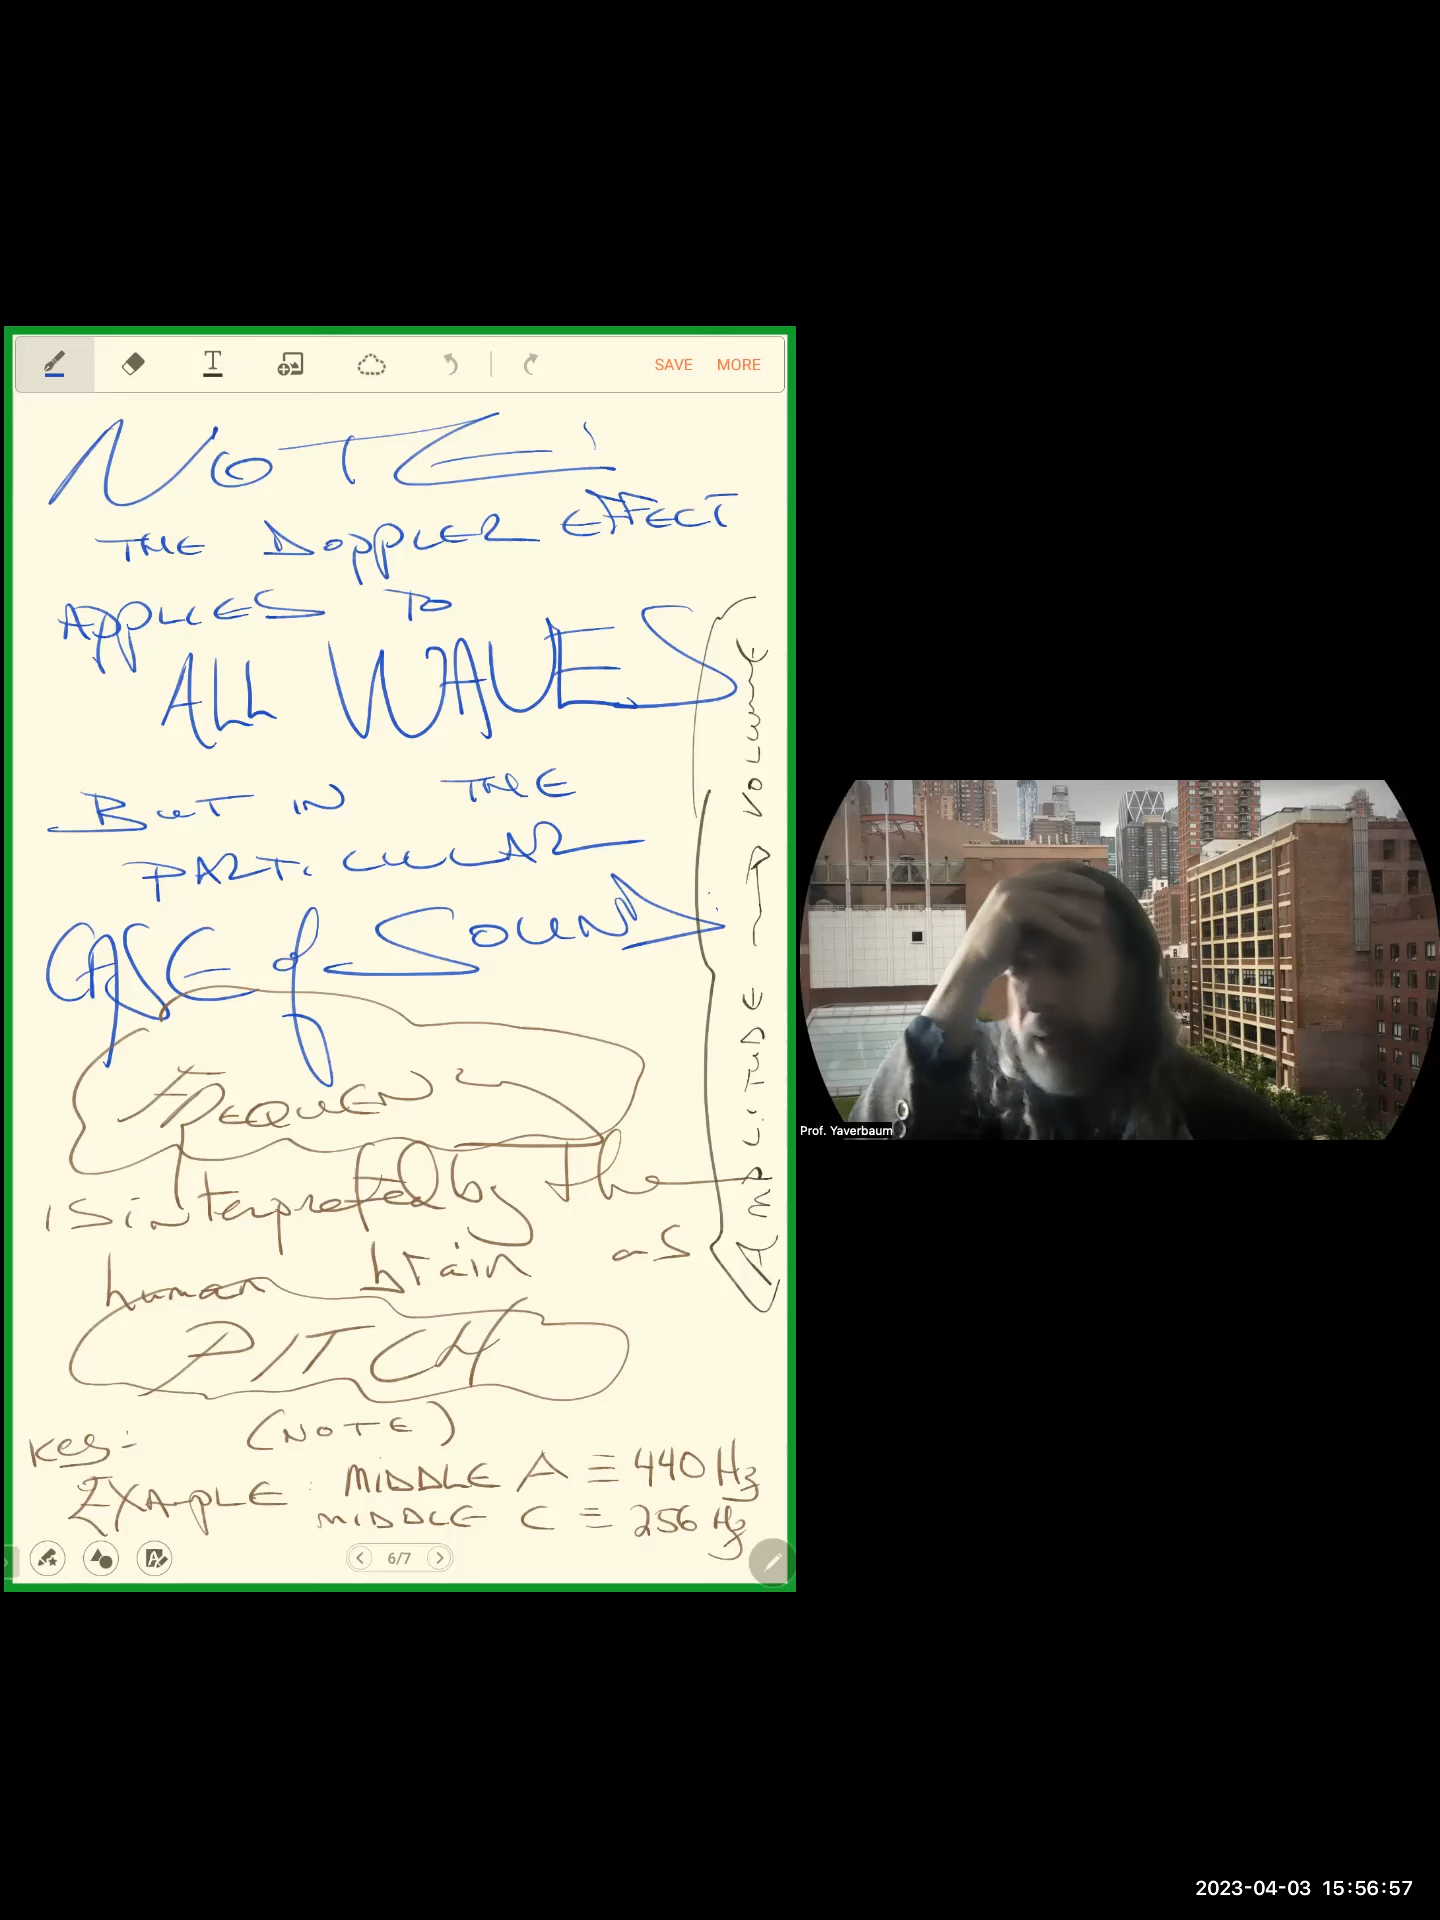 T
SAVE MORE
NOTE:
THE DOPPLER EFFECT
APPLIES TO
ALL WAVES
BUT IN THE
PARTICULAR
CASE of SOUND
FREQUENCY
is interpreted by the
human brain as
PITCH
(NOTE)
Key:
EXAMPLE: MIDDLE A ≡ 440 Hz
MIDDLE C ≡ 256 Hz
AMPLITUDE → VOLUME
6/7
Prof. Yaverbaum
2023-04-03 15:56:57